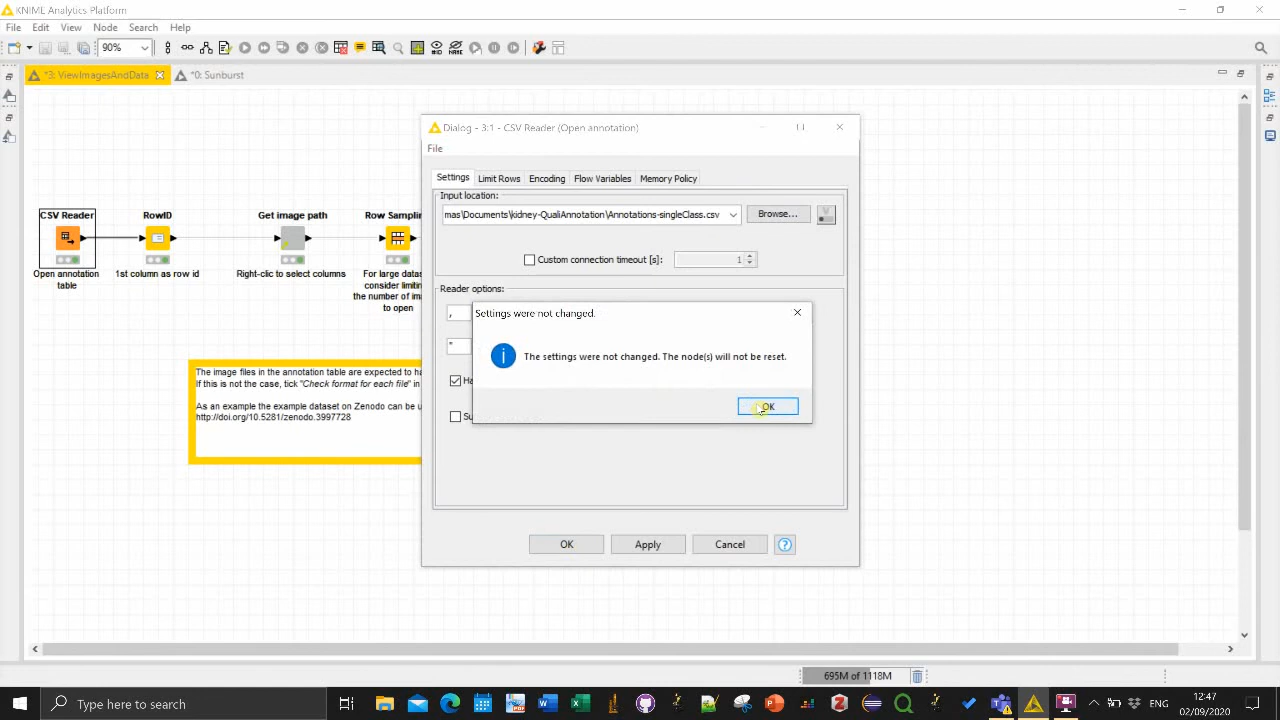 KNIME Analytics Platform
File Edit View Node Search Help
90%
*3: ViewImagesAndData
*0: Sunburst
Dialog - 3:1 - CSV Reader (Open annotation)
File
Settings Limit Rows Encoding Flow Variables Memory Policy
Input location:
mas\Documents\kidney-QualiAnnotation\Annotations-singleClass.csv Browse...
Custom connection timeout [s]: 1
Reader options:
,
"
Ha
Su
Settings were not changed.
The settings were not changed. The node(s) will not be reset.
OK
OK Apply Cancel ?
CSV Reader
Open annotation
table
RowID
1st column as row id
Get image path
Right-clic to select columns
Row Samplin
For large datas
consider limitin
the number of ima
to open
The image files in the annotation table are expected to ha
If this is not the case, tick "Check format for each file" in
As an example the example dataset on Zenodo can be u
http://doi.org/10.5281/zenodo.3997728
695M of 1118M
Type here to search
ENG
12:47
02/09/2020